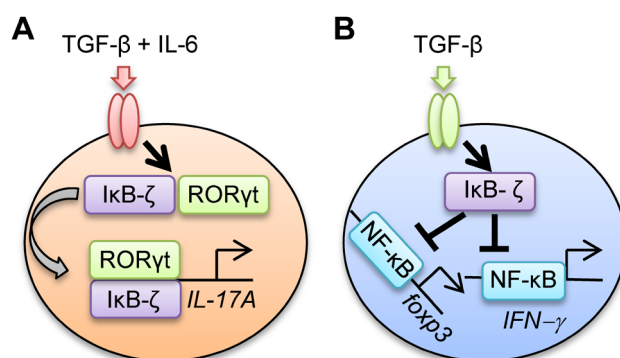 A
TGF-β + IL-6
IκB-ζ
RORγt
RORγt
IκB-ζ
IL-17A
B
TGF-β
IκB- ζ
NF-κB
foxp3
NF-κB
IFN–γ